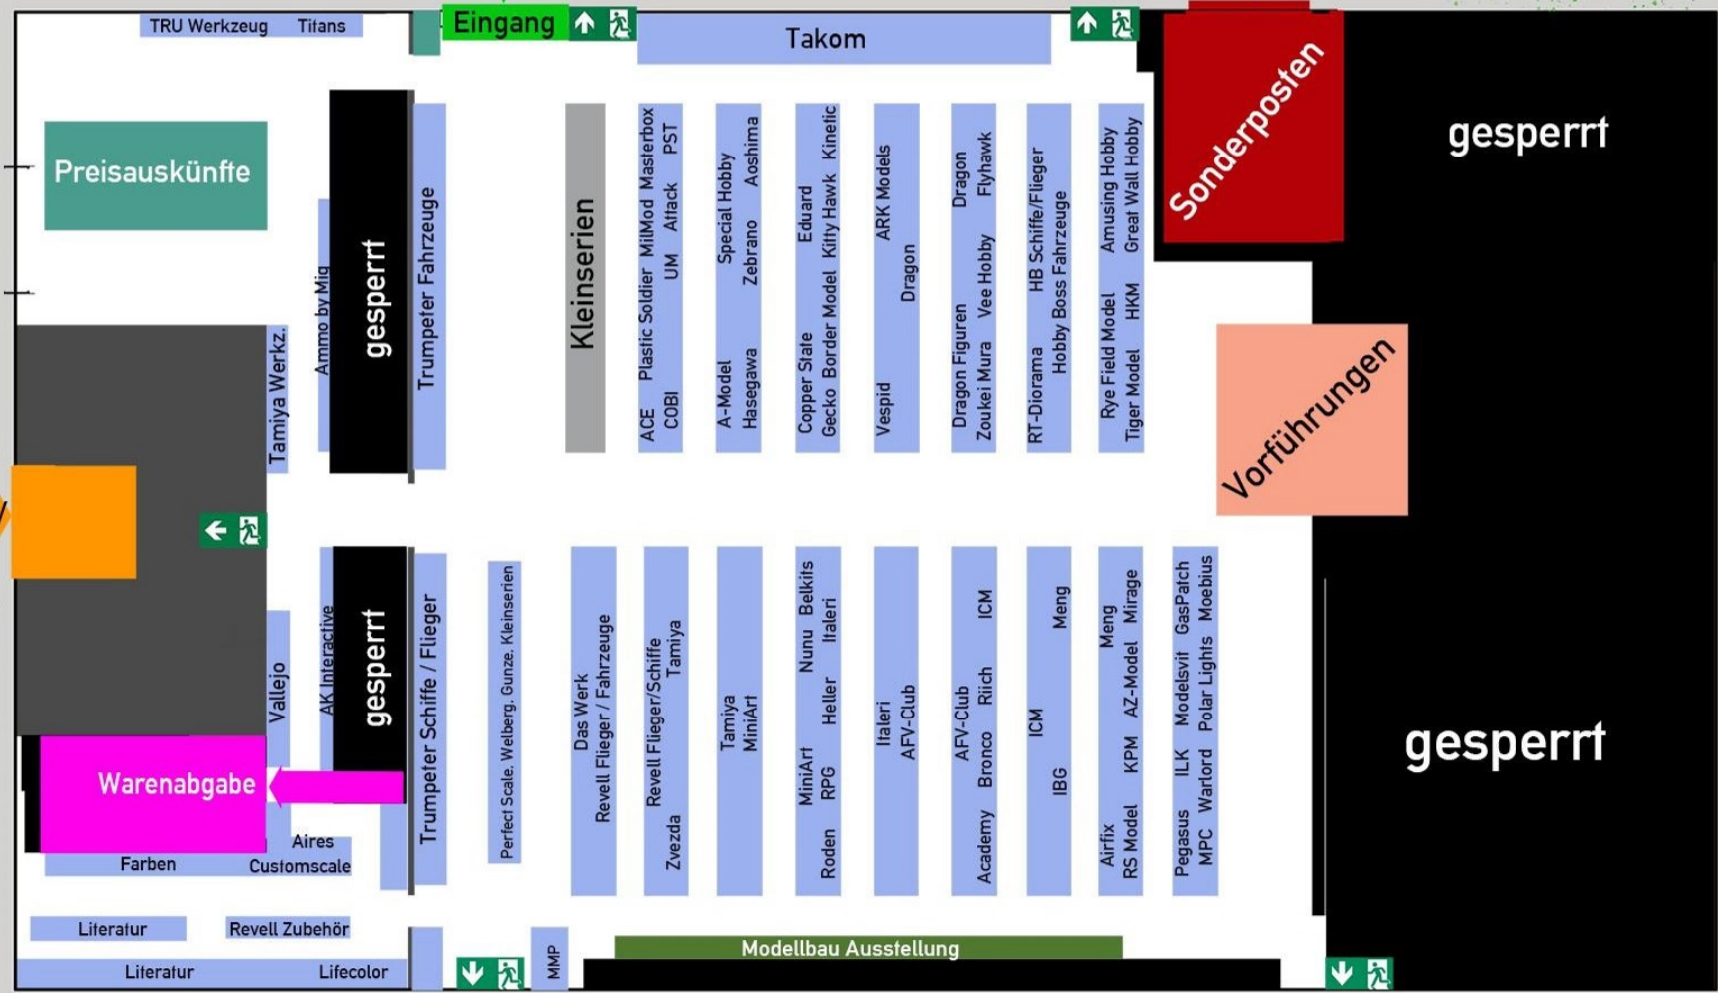 TRU Werkzeug Titans
Eingang
Takom
Sonderposten
gesperrt
Preisauskünfte
Ammo by Mig
gesperrt
Trumpeter Fahrzeuge
Kleinserien
ACE Plastic Soldier MilMod Masterbox
COBI UM Attack PST
A-Model Special Hobby
Hasegawa Zebrano Aoshima
Copper State Eduard
Gecko Border Model Kitty Hawk Kinetic
Vespid ARK Models
Dragon
Dragon Figuren Dragon
Zoukei Mura Vee Hobby Flyhawk
RT-Diorama HB Schiffe/Flieger
Hobby Boss Fahrzeuge
Rye Field Model Amusing Hobby
Tiger Model HKM Great Wall Hobby
Tamiya Werkz.
Vorführungen
Vallejo
AK Interactive
gesperrt
Trumpeter Schiffe / Flieger
Perfect Scale, Welberg, Gunze, Kleinserien
Das Werk
Revell Flieger / Fahrzeuge
Revell Flieger/Schiffe
Zvezda Tamiya
Tamiya
MiniArt
MiniArt Nunu Belkits
Roden RPG Heller Italeri
Italeri
AFV-Club
AFV-Club
Academy Bronco Riich ICM
ICM
IBG Meng
Airfix Meng
RS Model KPM AZ-Model Mirage
Pegasus ILK Modelsvit GasPatch
MPC Warlord Polar Lights Moebius
gesperrt
Warenabgabe
Aires
Farben Customscale
Literatur Revell Zubehör
Literatur Lifecolor
MMP
Modellbau Ausstellung